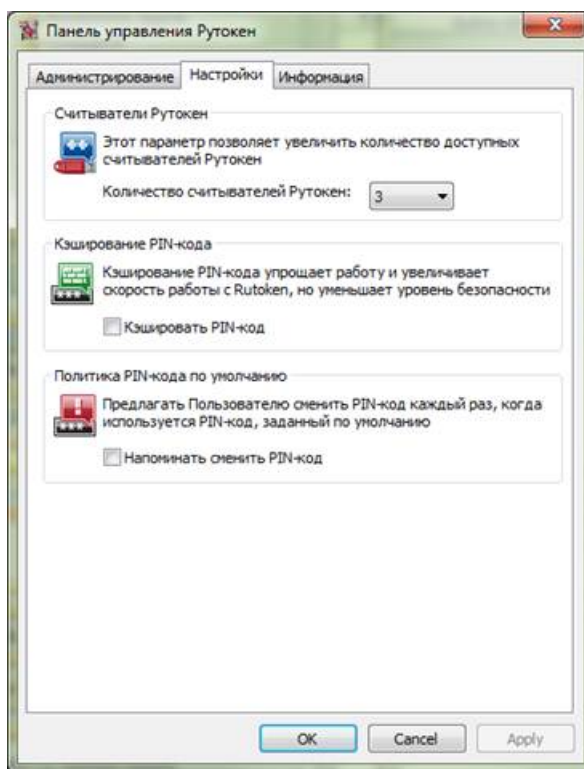 Панель управления Рутокен
Администрирование Настройки Информация
Считыватели Рутокен
Этот параметр позволяет увеличить количество доступных
считывателей Рутокен
Количество считывателей Рутокен: 3
Кэширование PIN-кода
Кэширование PIN-кода упрощает работу и увеличивает
скорость работы с Rutoken, но уменьшает уровень безопасности
Кэшировать PIN-код
Политика PIN-кода по умолчанию
Предлагать Пользователю сменить PIN-код каждый раз, когда
используется PIN-код, заданный по умолчанию
Напоминать сменить PIN-код
OK Cancel Apply